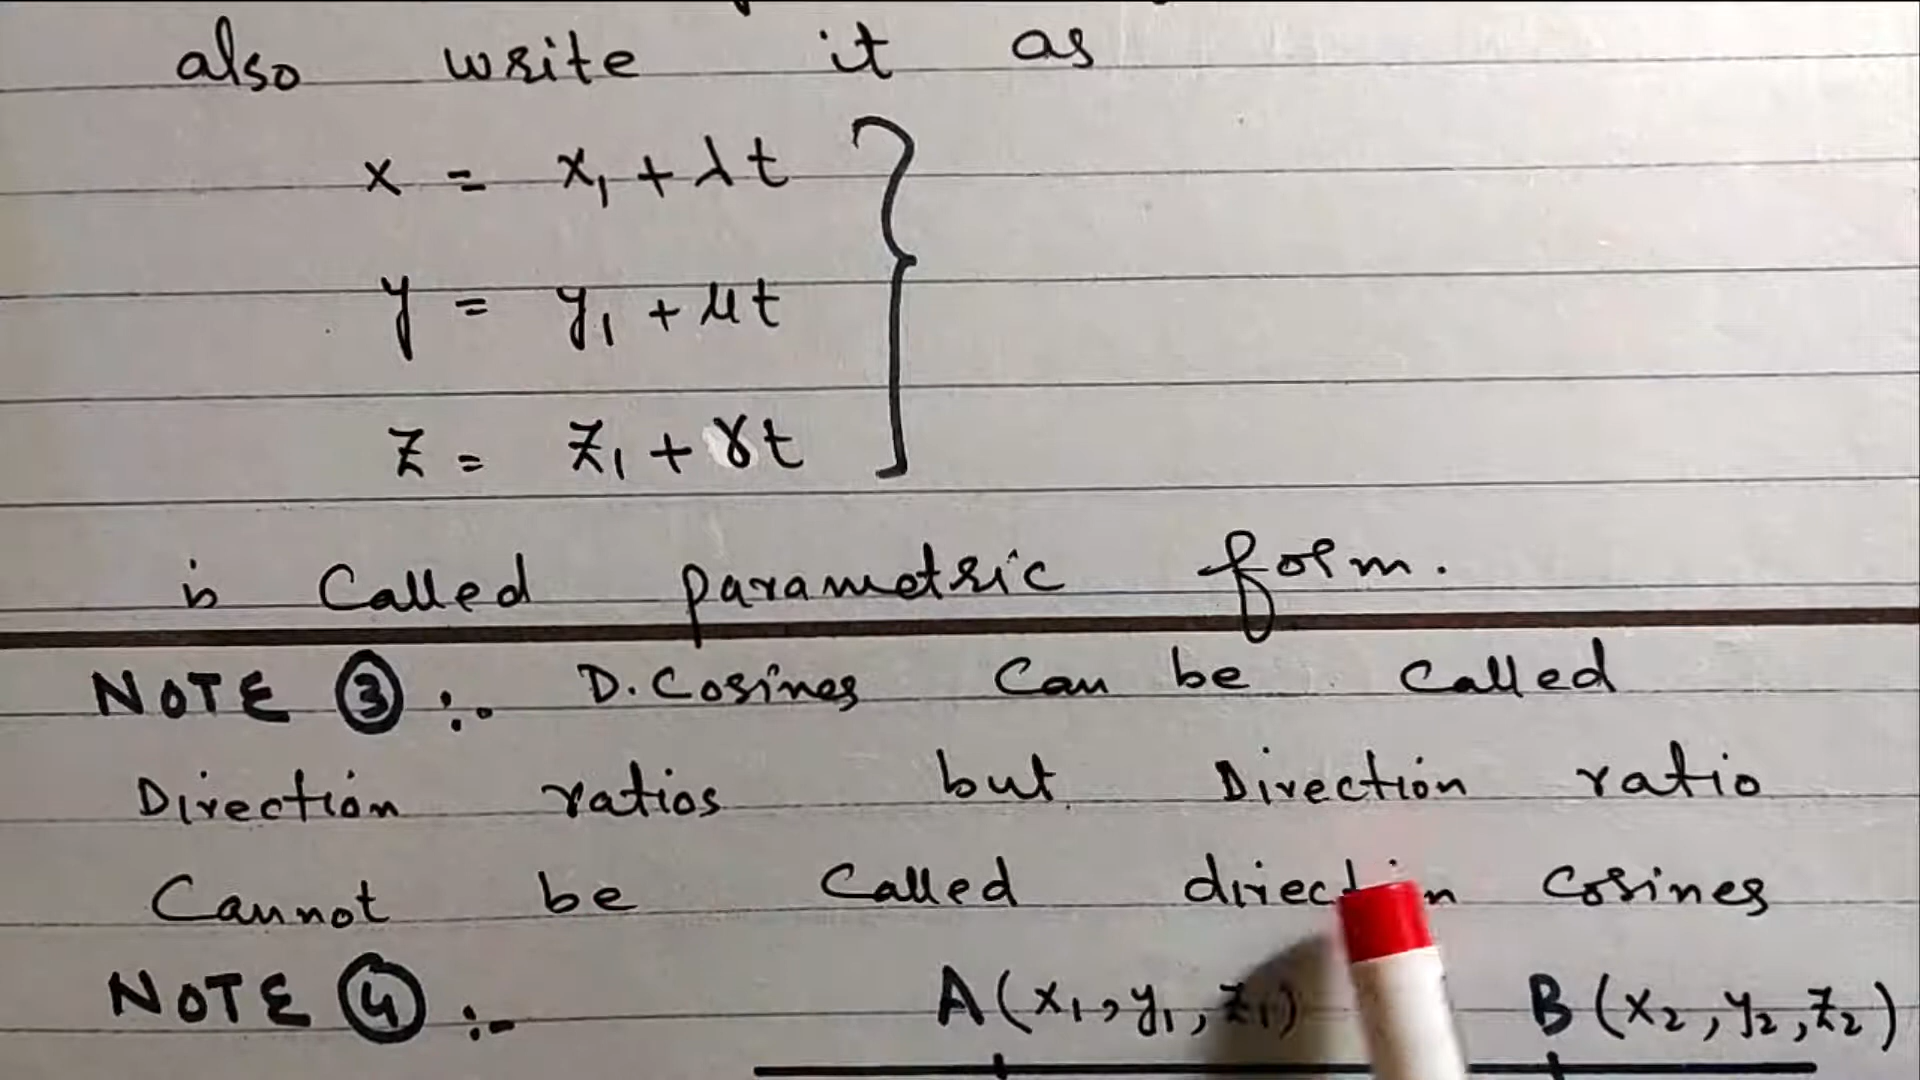 also write it as
x = x₁ + λt
y = y₁ + μt
z = z₁ + γt
is called parametric form.
NOTE ③ :- D. Cosines can be called
Direction ratios but Direction ratio
Cannot be called cosines
NOTE ④ :- A(x₁, y₁, z₁) B(x₂, y₂, z₂)